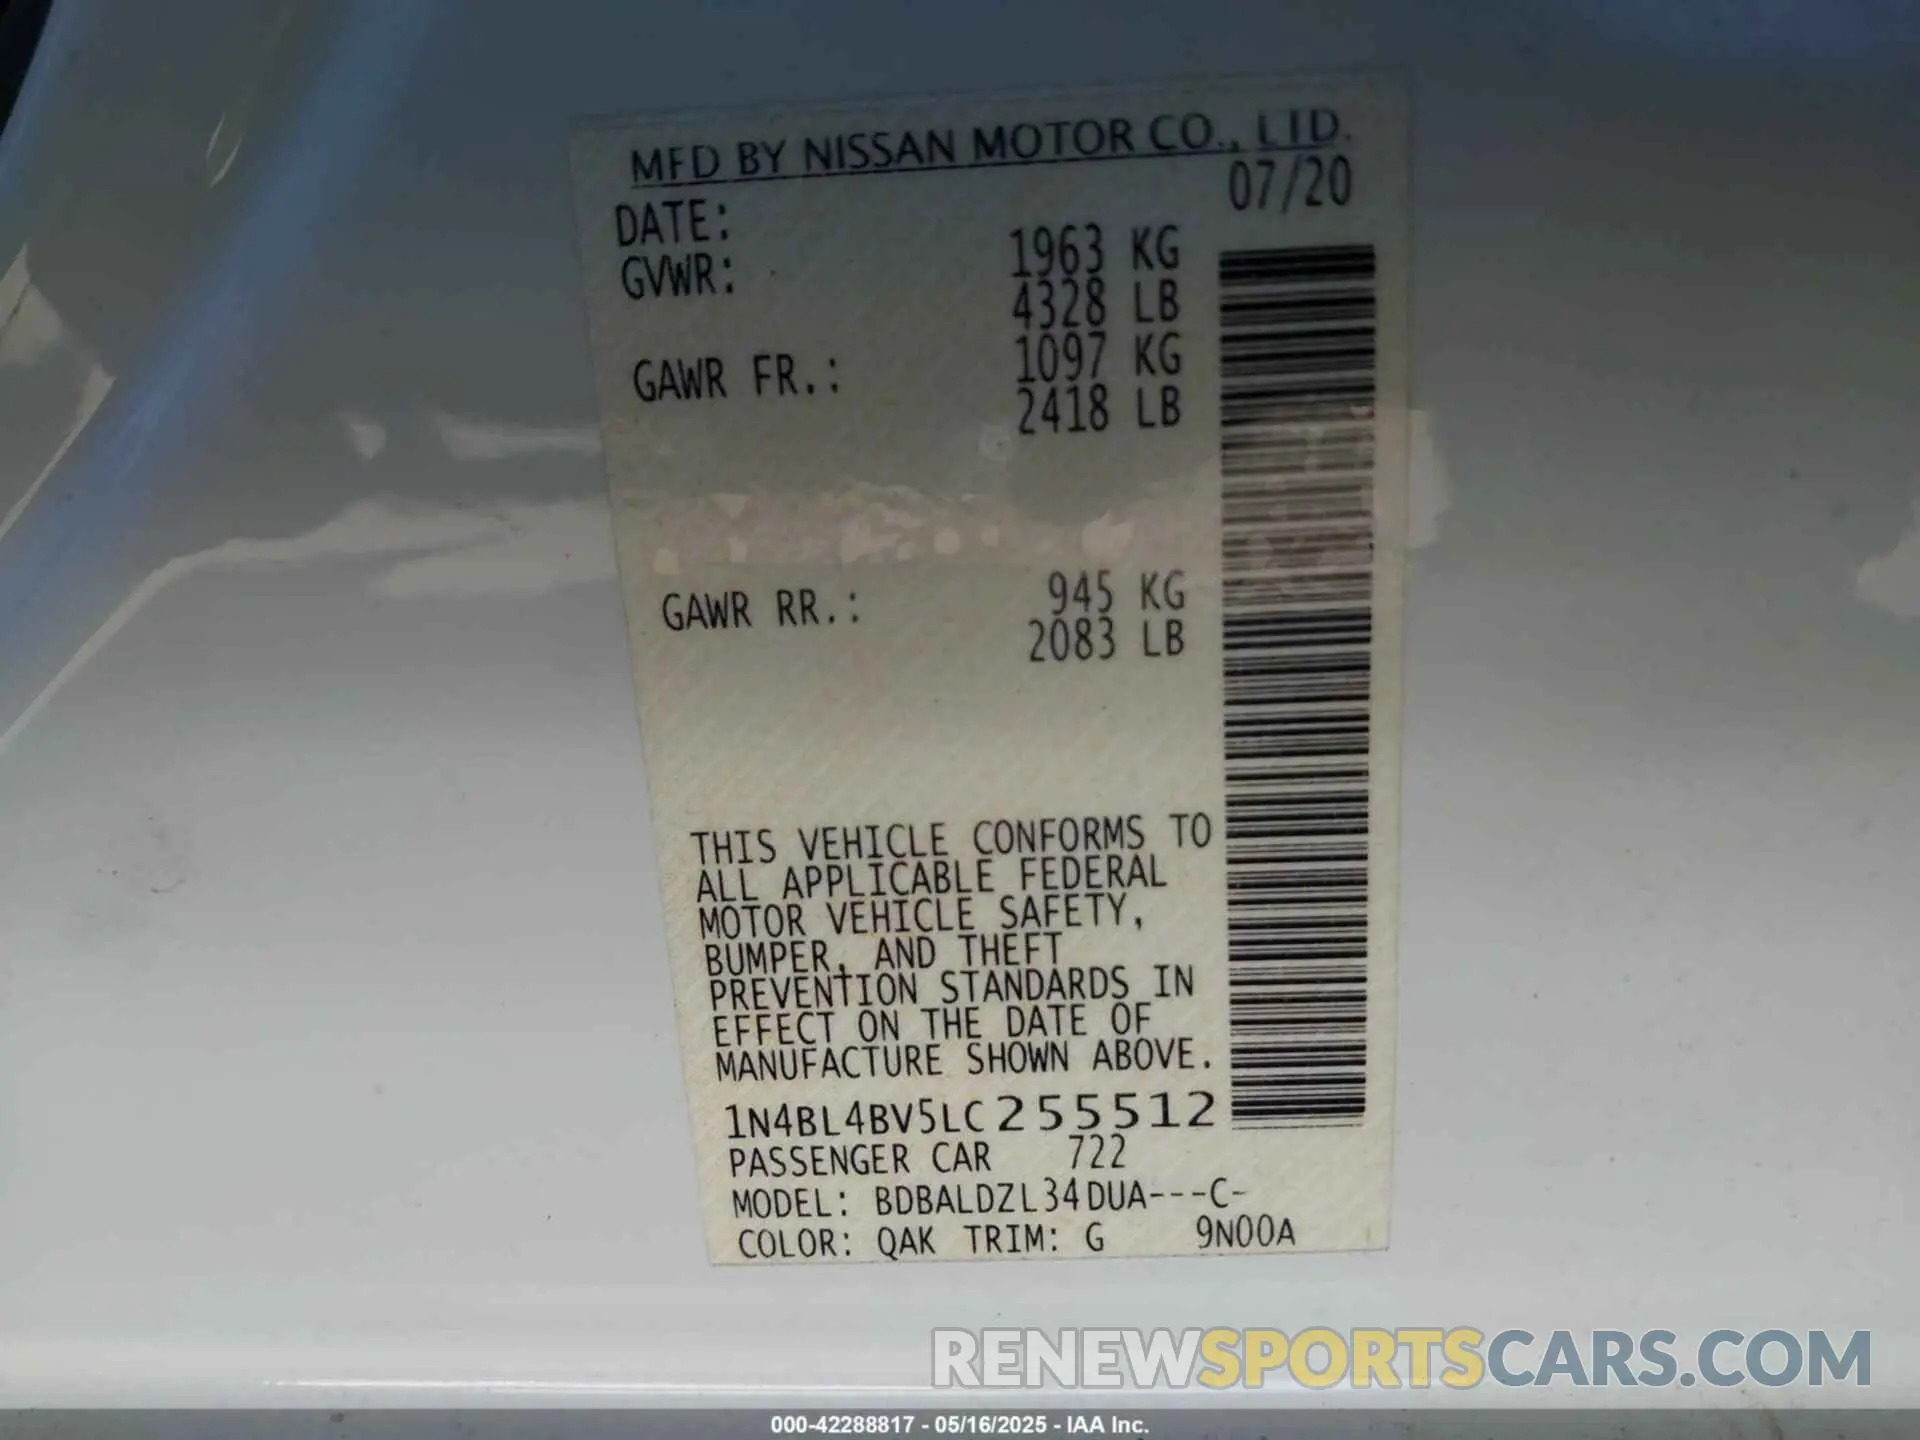 MFD BY NISSAN MOTOR CO., LTD.
DATE: 07/20
GVWR: 1963 KG
4328 LB
GAWR FR.: 1097 KG
2418 LB
GAWR RR.: 945 KG
2083 LB
THIS VEHICLE CONFORMS TO
ALL APPLICABLE FEDERAL
MOTOR VEHICLE SAFETY,
BUMPER, AND THEFT
PREVENTION STANDARDS IN
EFFECT ON THE DATE OF
MANUFACTURE SHOWN ABOVE.
1N4BL4BV5LC255512
PASSENGER CAR 722
MODEL: BDBALDZL34DUA---C-
COLOR: QAK TRIM: G 9N00A
RENEWSPORTSCARS.COM
000-42288817 - 05/16/2025 - IAA Inc.